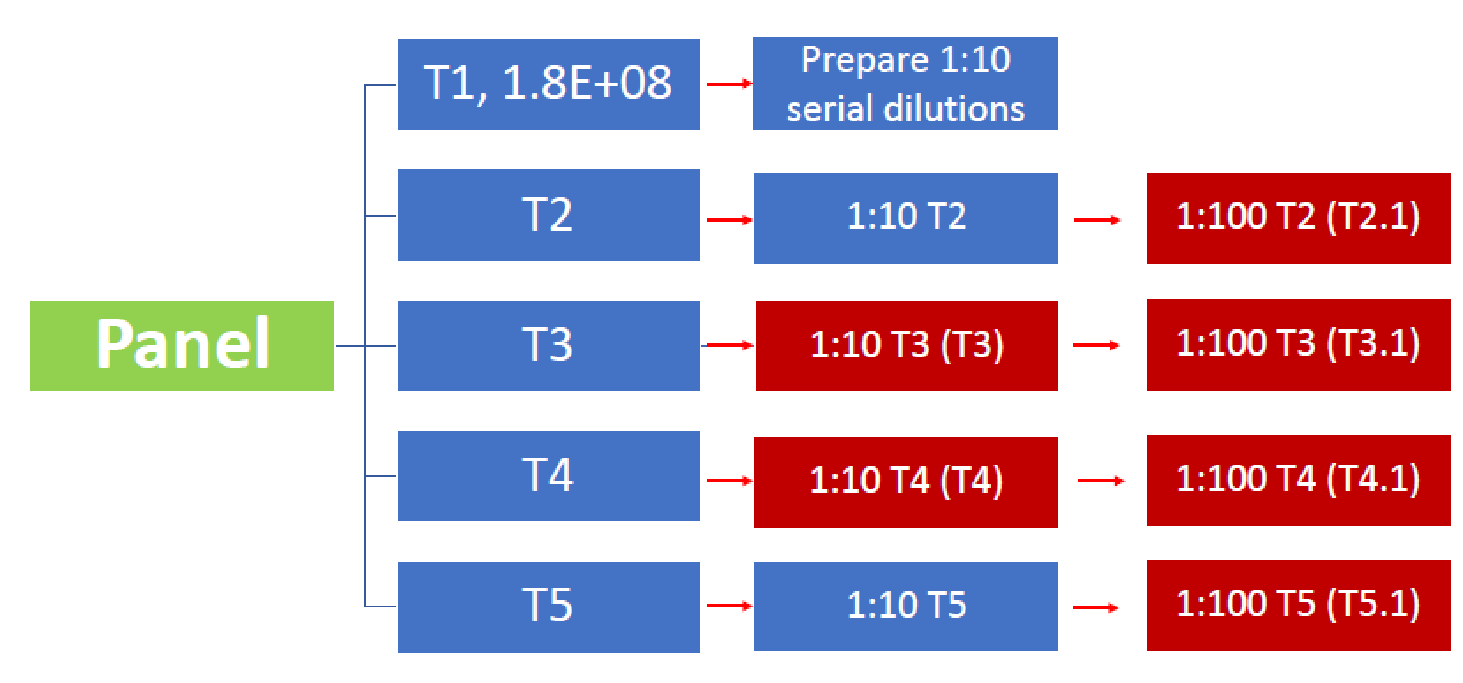 T1, 1.8E+08
Prepare 1:10
serial dilutions
T2
1:10 T2
1:100 T2 (T2.1)
Panel
T3
1:10 T3 (T3)
1:100 T3 (T3.1)
T4
1:10 T4 (T4)
1:100 T4 (T4.1)
T5
1:10 T5
1:100 T5 (T5.1)